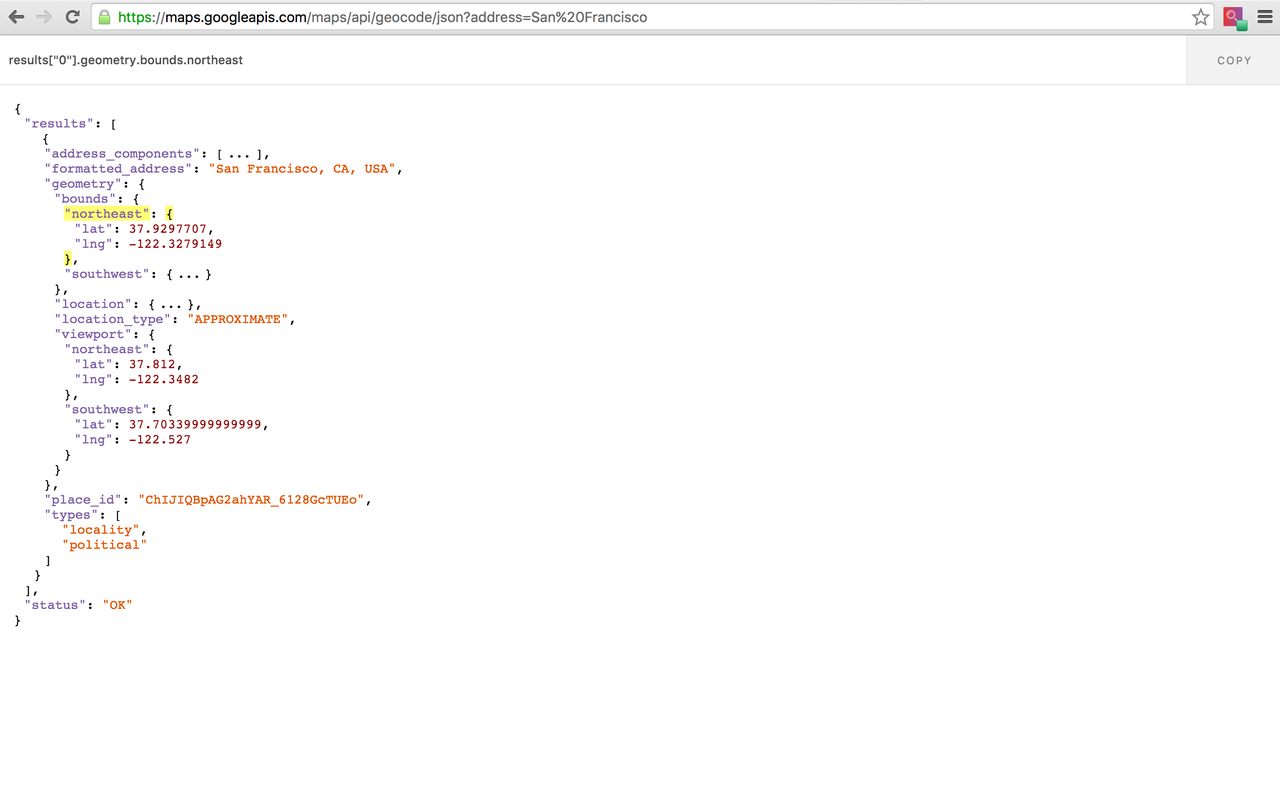 https://maps.googleapis.com/maps/api/geocode/json?address=San%20Francisco
results["0"].geometry.bounds.northeast
COPY
{
"results": [
{
"address_components": [ ... ],
"formatted_address": "San Francisco, CA, USA",
"geometry": {
"bounds": {
"northeast": {
"lat": 37.9297707,
"lng": -122.3279149
},
"southwest": { ... }
},
"location": { ... },
"location_type": "APPROXIMATE",
"viewport": {
"northeast": {
"lat": 37.812,
"lng": -122.3482
},
"southwest": {
"lat": 37.70339999999999,
"lng": -122.527
}
}
},
"place_id": "ChIJIQBpAG2ahYAR_6128GcTUEo",
"types": [
"locality",
"political"
]
}
],
"status": "OK"
}